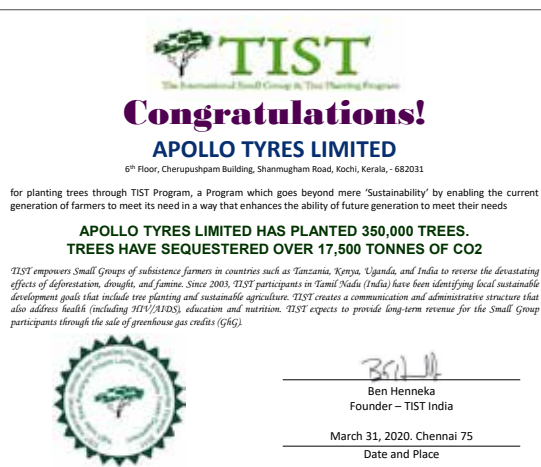 TIST
The International Small Group & Tree Planting Program
Congratulations!
APOLLO TYRES LIMITED
6th Floor, Cherupushpam Building, Shanmugham Road, Kochi, Kerala, - 682031
for planting trees through TIST Program, a Program which goes beyond mere ‘Sustainability’ by enabling the current
generation of farmers to meet its need in a way that enhances the ability of future generation to meet their needs
APOLLO TYRES LIMITED HAS PLANTED 350,000 TREES.
TREES HAVE SEQUESTERED OVER 17,500 TONNES OF CO2
TIST empowers Small Groups of subsistence farmers in countries such as Tanzania, Kenya, Uganda, and India to reverse the devastating
effects of deforestation, drought, and famine. Since 2003, TIST participants in Tamil Nadu (India) have been identifying local sustainable
development goals that include tree planting and sustainable agriculture. TIST creates a communication and administrative structure that
also address health (including HIV/AIDS), education and nutrition. TIST expects to provide long-term revenue for the Small Group
participants through the sale of greenhouse gas credits (GhG).
Ben Henneka
Founder – TIST India
March 31, 2020. Chennai 75
Date and Place